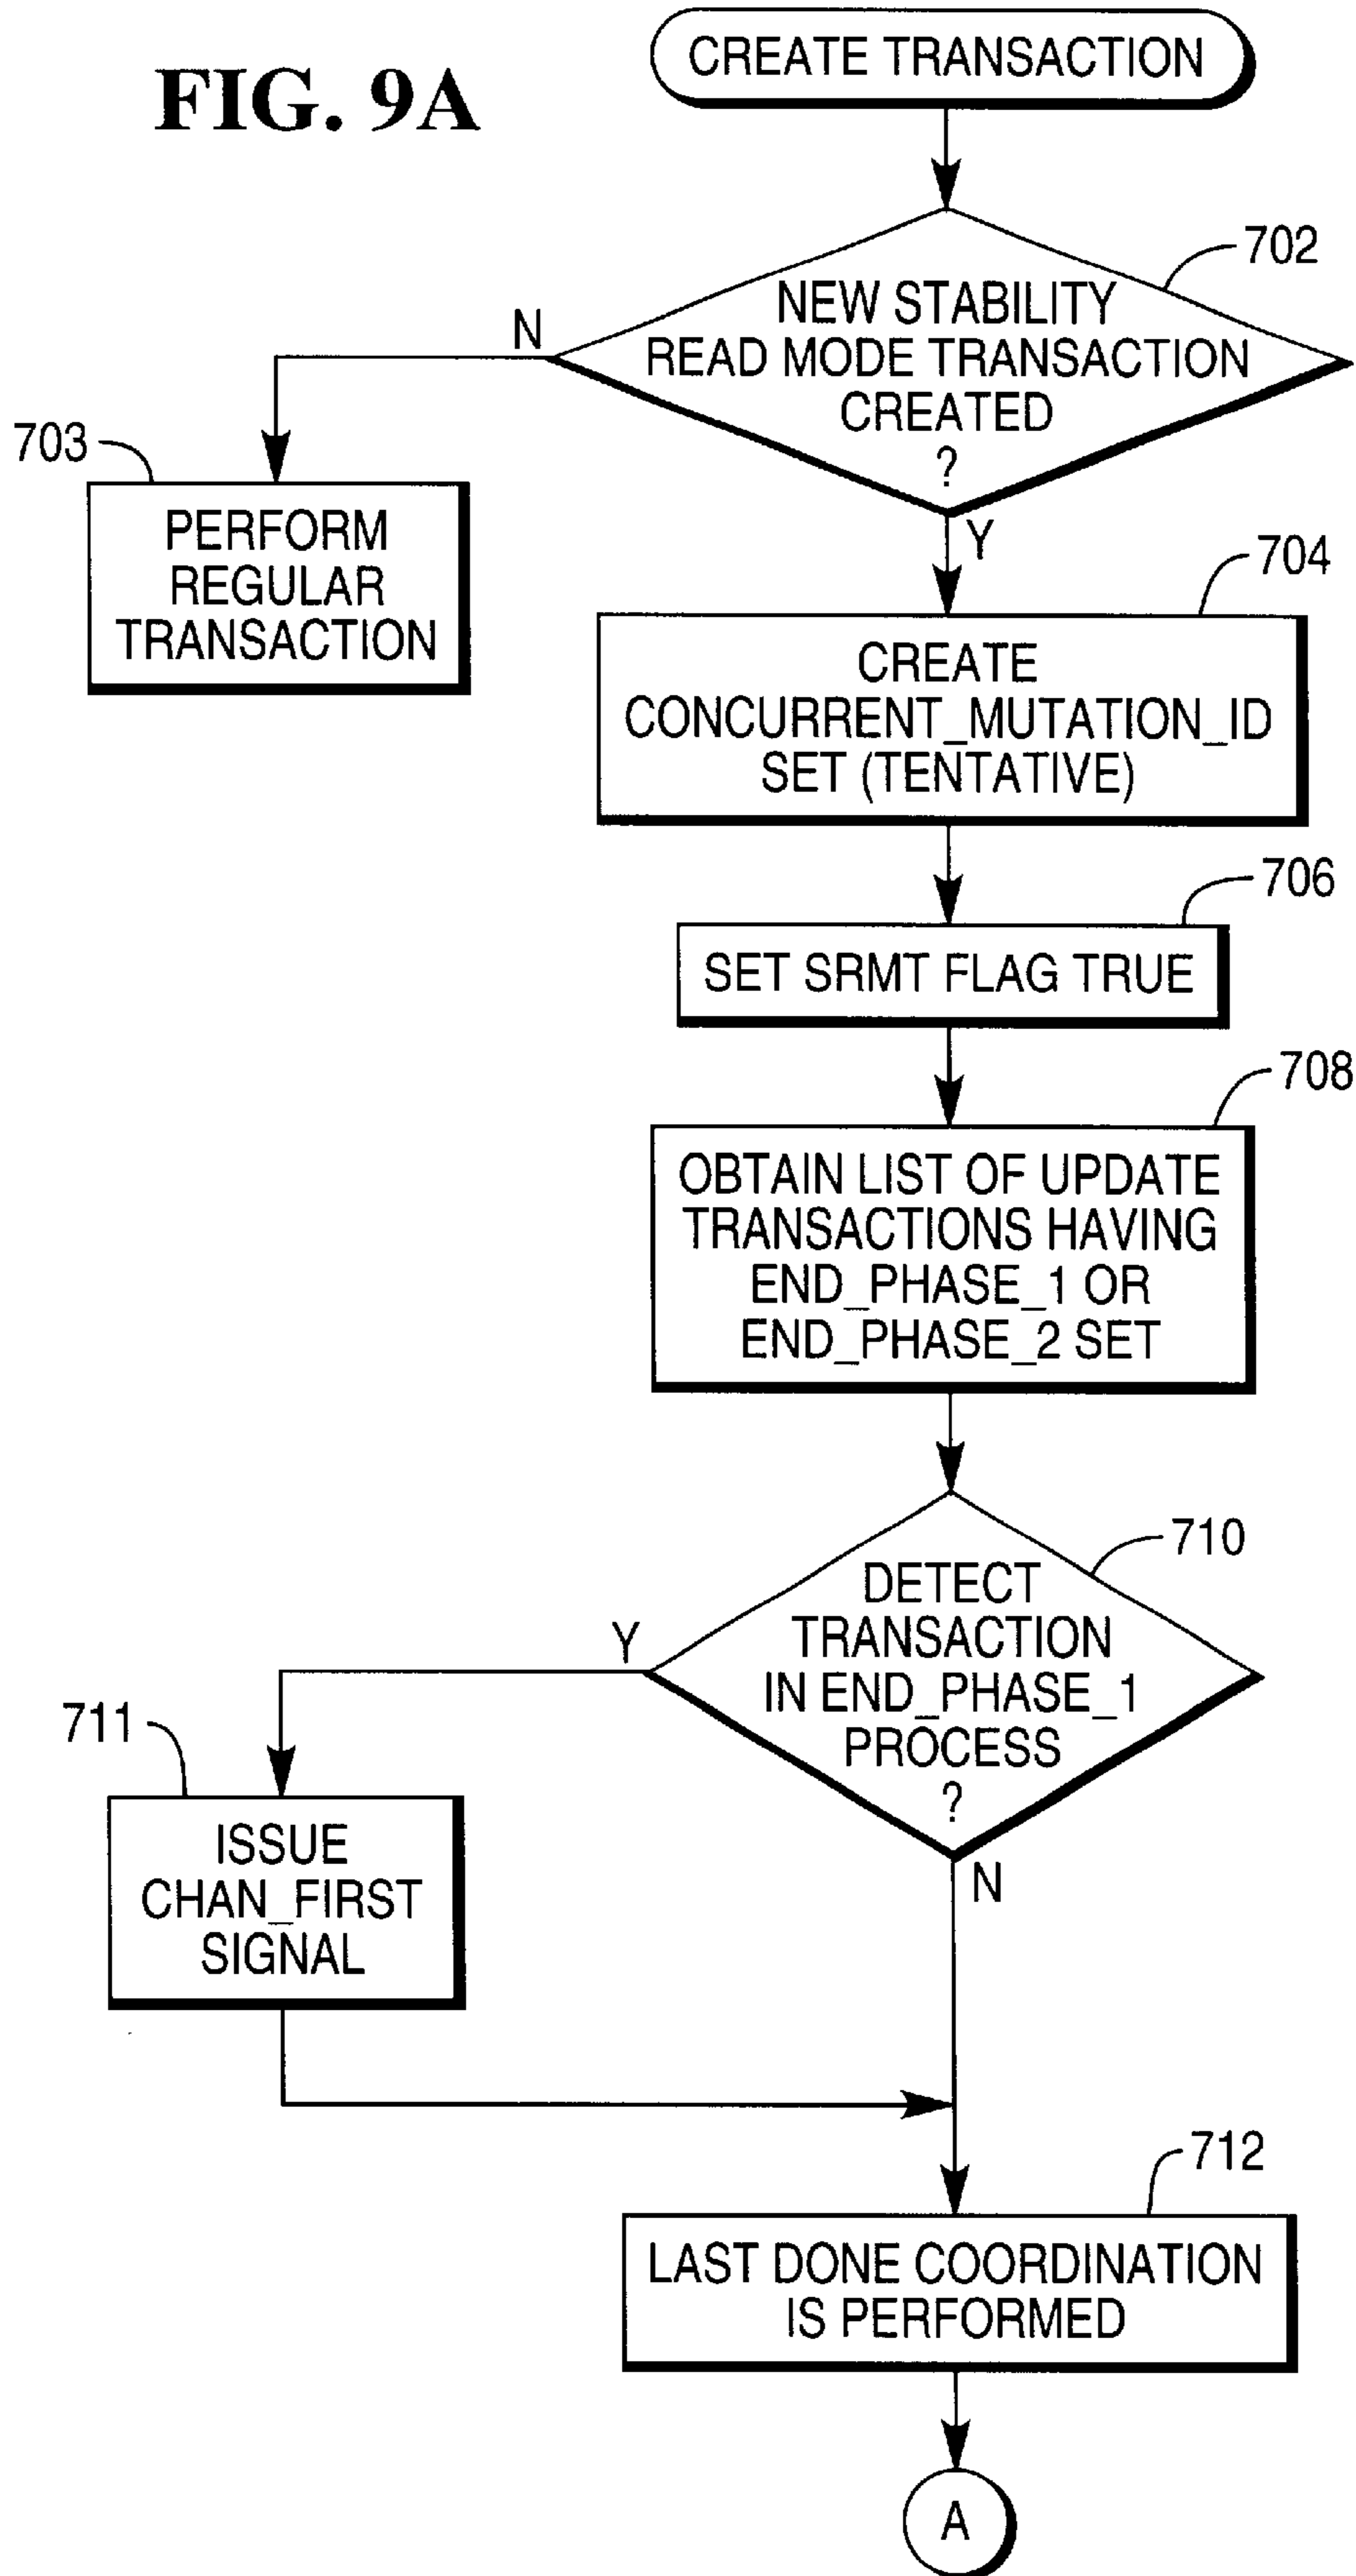 FIG. 9A
CREATE TRANSACTION
702
NEW STABILITY
READ MODE TRANSACTION
CREATED
?
N
Y
703
PERFORM
REGULAR
TRANSACTION
704
CREATE
CONCURRENT_MUTATION_ID
SET (TENTATIVE)
706
SET SRMT FLAG TRUE
708
OBTAIN LIST OF UPDATE
TRANSACTIONS HAVING
END_PHASE_1 OR
END_PHASE_2 SET
710
DETECT
TRANSACTION
IN END_PHASE_1
PROCESS
?
Y
N
711
ISSUE
CHAN_FIRST
SIGNAL
712
LAST DONE COORDINATION
IS PERFORMED
A